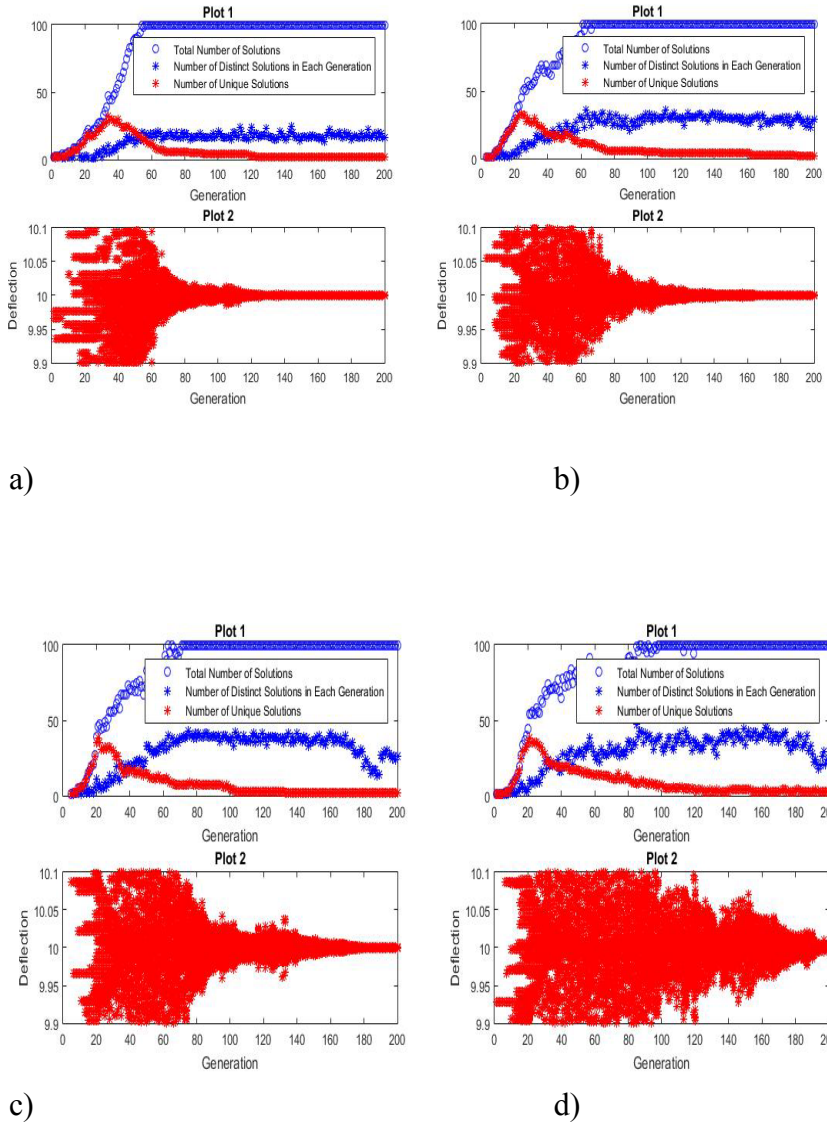 Plot 1
100
50
0
Total Number of Solutions
Number of Distinct Solutions in Each Generation
Number of Unique Solutions
0 20 40 60 80 100 120 140 160 180 200
Generation
Plot 2
10.1
10.05
10
9.95
9.9
Deflection
0 20 40 60 80 100 120 140 160 180 200
Generation
a)
Plot 1
100
50
0
Total Number of Solutions
Number of Distinct Solutions in Each Generation
Number of Unique Solutions
0 20 40 60 80 100 120 140 160 180 200
Generation
Plot 2
10.1
10.05
10
9.95
9.9
Deflection
0 20 40 60 80 100 120 140 160 180 200
Generation
b)
Plot 1
100
50
0
Total Number of Solutions
Number of Distinct Solutions in Each Generation
Number of Unique Solutions
0 20 40 60 80 100 120 140 160 180 200
Generation
Plot 2
10.1
10.05
10
9.95
9.9
Deflection
0 20 40 60 80 100 120 140 160 180 200
Generation
c)
Plot 1
100
50
0
Total Number of Solutions
Number of Distinct Solutions in Each Generation
Number of Unique Solutions
0 20 40 60 80 100 120 140 160 180 200
Generation
Plot 2
10.1
10.05
10
9.95
9.9
Deflection
0 20 40 60 80 100 120 140 160 180 200
Generation
d)